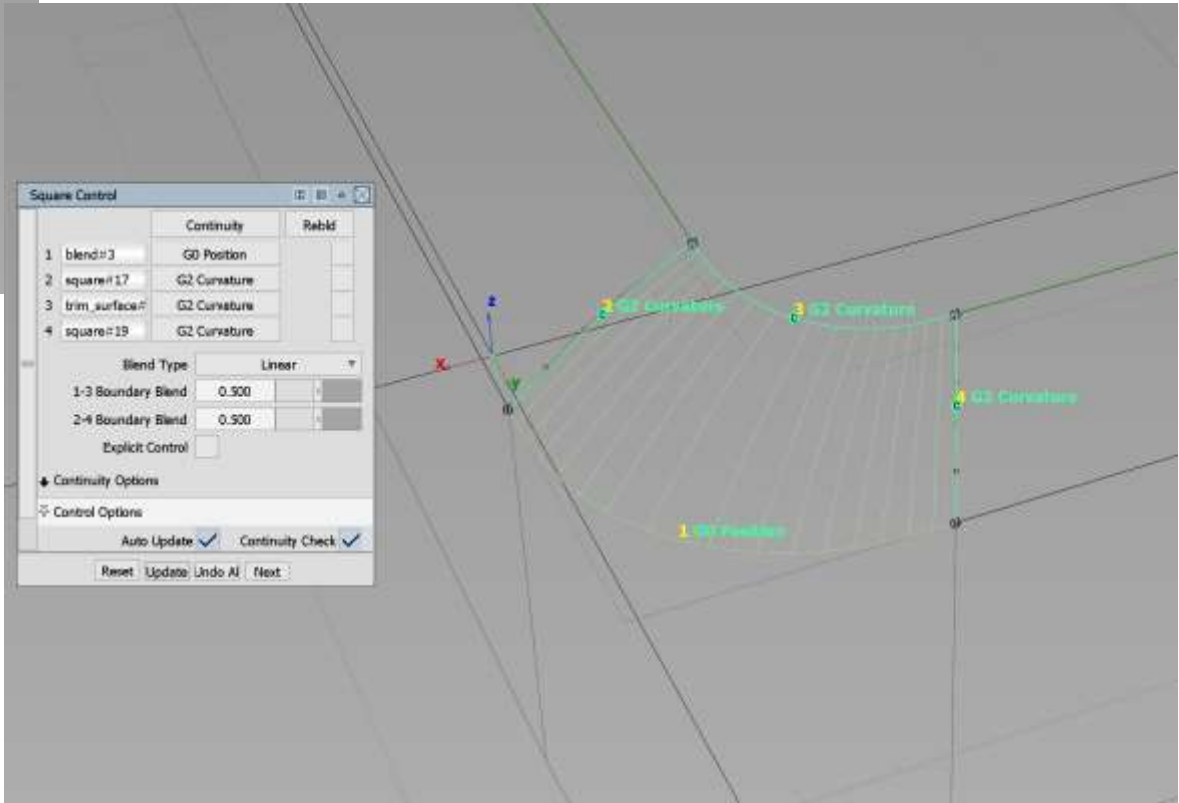 Square Control
Continuity Rebld
1 blend#3 G0 Position
2 square#17 G2 Curvature
3 trim_surface# G2 Curvature
4 square#19 G2 Curvature
Blend Type Linear
1-3 Boundary Blend 0.500
2-4 Boundary Blend 0.500
Explicit Control
Continuity Options
Control Options
Auto Update Continuity Check
Reset Update Undo Al Next
z
X
y
2 G2 Curvature
3 G2 Curvature
4 G2 Curvature
1 G0 Position